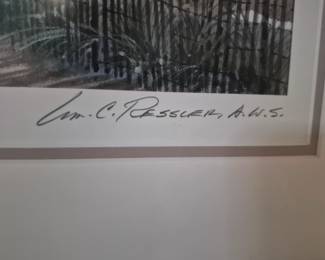 Wm. C. RESSLER, A.W.S.